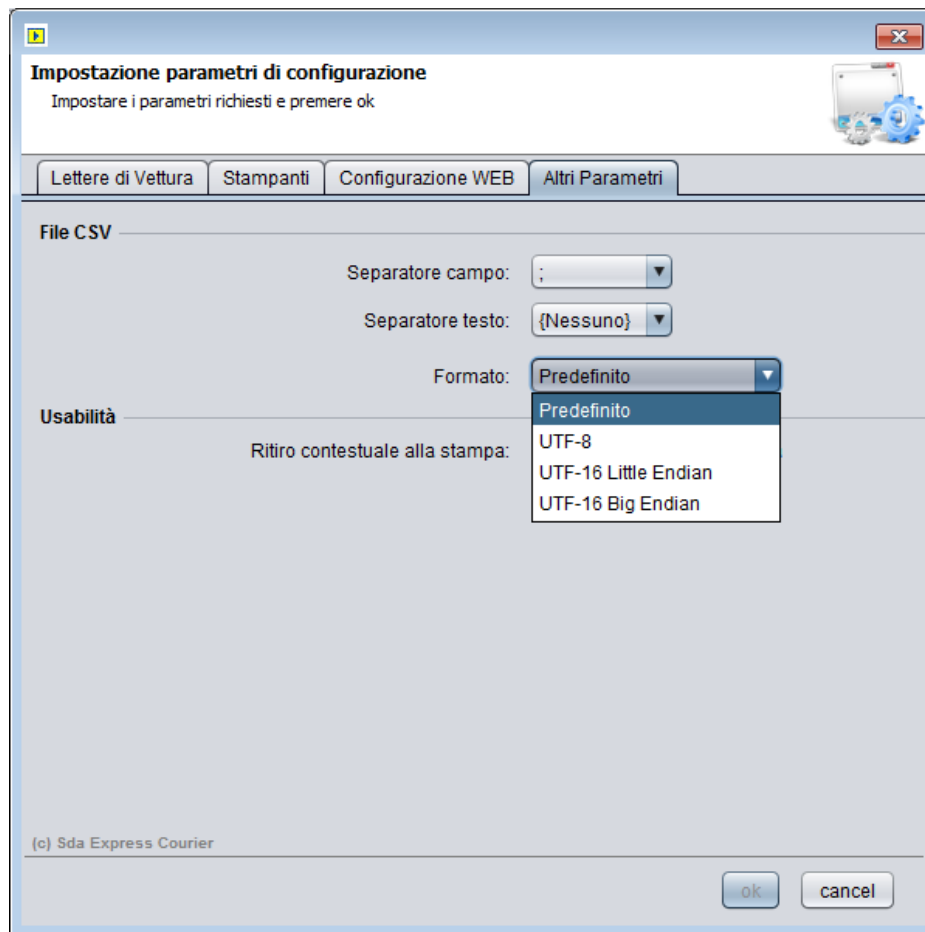 Impostazione parametri di configurazione
Impostare i parametri richiesti e premere ok
Lettere di Vettura Stampanti Configurazione WEB Altri Parametri
File CSV
Separatore campo: ;
Separatore testo: {Nessuno}
Formato: Predefinito
Predefinito
Usabilità
UTF-8
Ritiro contestuale alla stampa:
UTF-16 Little Endian
UTF-16 Big Endian
(c) Sda Express Courier
ok cancel